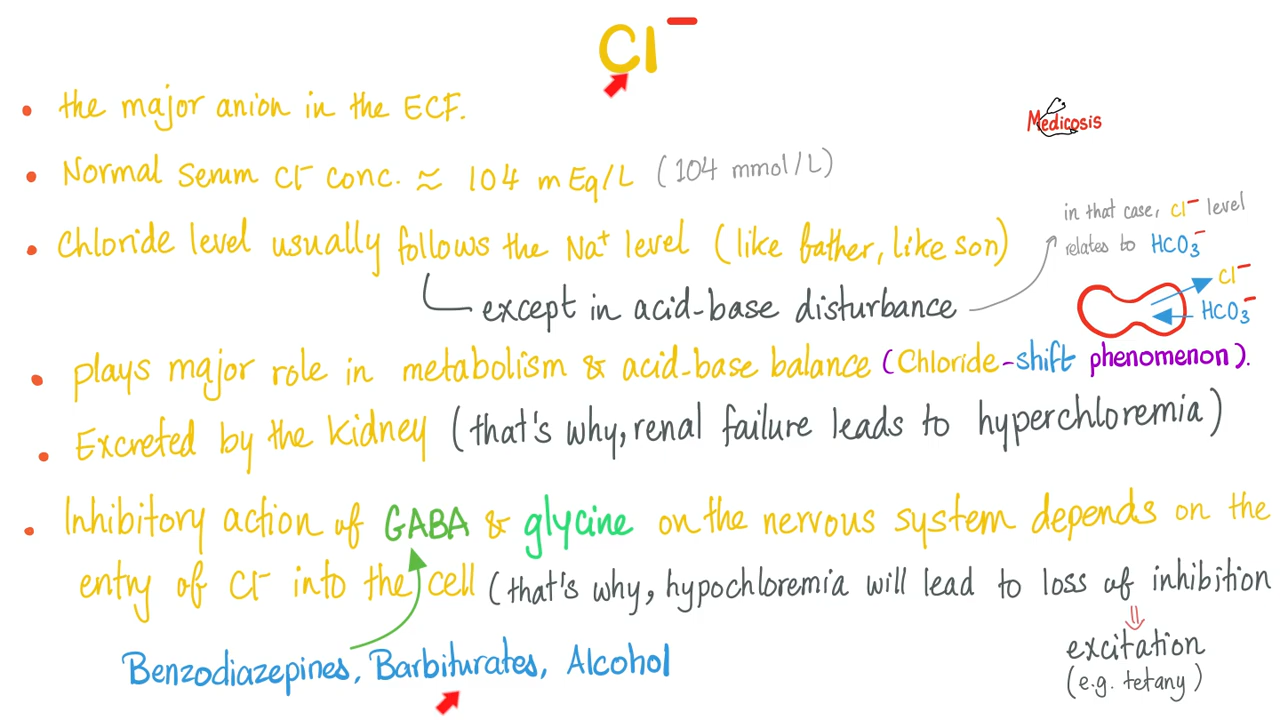 Cl⁻
• the major anion in the ECF.
Medicosis
• Normal Serum Cl⁻ conc. ≈ 104 mEq/L (104 mmol/L)
• Chloride level usually follows the Na⁺ level (like father, like son)
in that case, Cl⁻ level
relates to HCO₃⁻
except in acid-base disturbance
Cl⁻
HCO₃⁻
• plays major role in metabolism & acid-base balance (Chloride-shift phenomenon).
• Excreted by the kidney (that's why, renal failure leads to hyperchloremia)
• Inhibitory action of GABA & glycine on the nervous system depends on the
entry of Cl⁻ into the cell (that's why, hypochloremia will lead to loss of inhibition
⇓
excitation
(e.g. tetany)
Benzodiazepines, Barbiturates, Alcohol